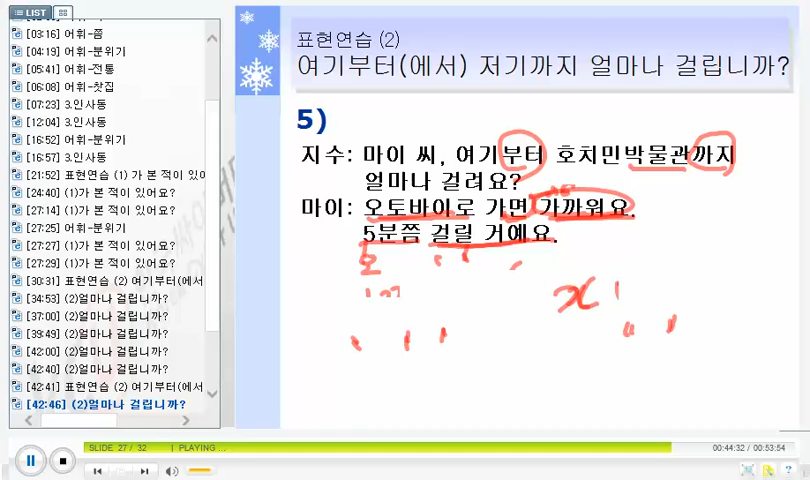 LIST
[03:16] 어휘-쯤
[04:19] 어휘-분위기
[05:41] 어휘-전통
[06:08] 어휘-찻집
[07:23] 3.인사동
[12:04] 3.인사동
[16:52] 어휘-분위기
[16:57] 3.인사동
[21:52] 표현연습 (1) 가 본 적이 있어
[24:40] (1)가 본 적이 있어요?
[27:14] (1)가 본 적이 있어요?
[27:25] 어휘-분위기
[27:27] (1)가 본 적이 있어요?
[27:29] (1)가 본 적이 있어요?
[30:31] 표현연습 (2) 여기부터(에서
[34:53] (2)얼마나 걸립니까?
[37:00] (2)얼마나 걸립니까?
[39:49] (2)얼마나 걸립니까?
[42:00] (2)얼마나 걸립니까?
[42:40] (2)얼마나 걸립니까?
[42:41] 표현연습 (2) 여기부터(에서
[42:46] (2)얼마나 걸립니까?
표현연습 (2)
여기부터(에서) 저기까지 얼마나 걸립니까?
5)
지수: 마이 씨, 여기부터 호치민박물관까지
얼마나 걸려요?
마이: 오토바이로 가면 가까워요.
5분쯤 걸릴 거예요.
오
x
SLIDE 27 / 32 | PLAYING ...
00:44:32 / 00:53:54